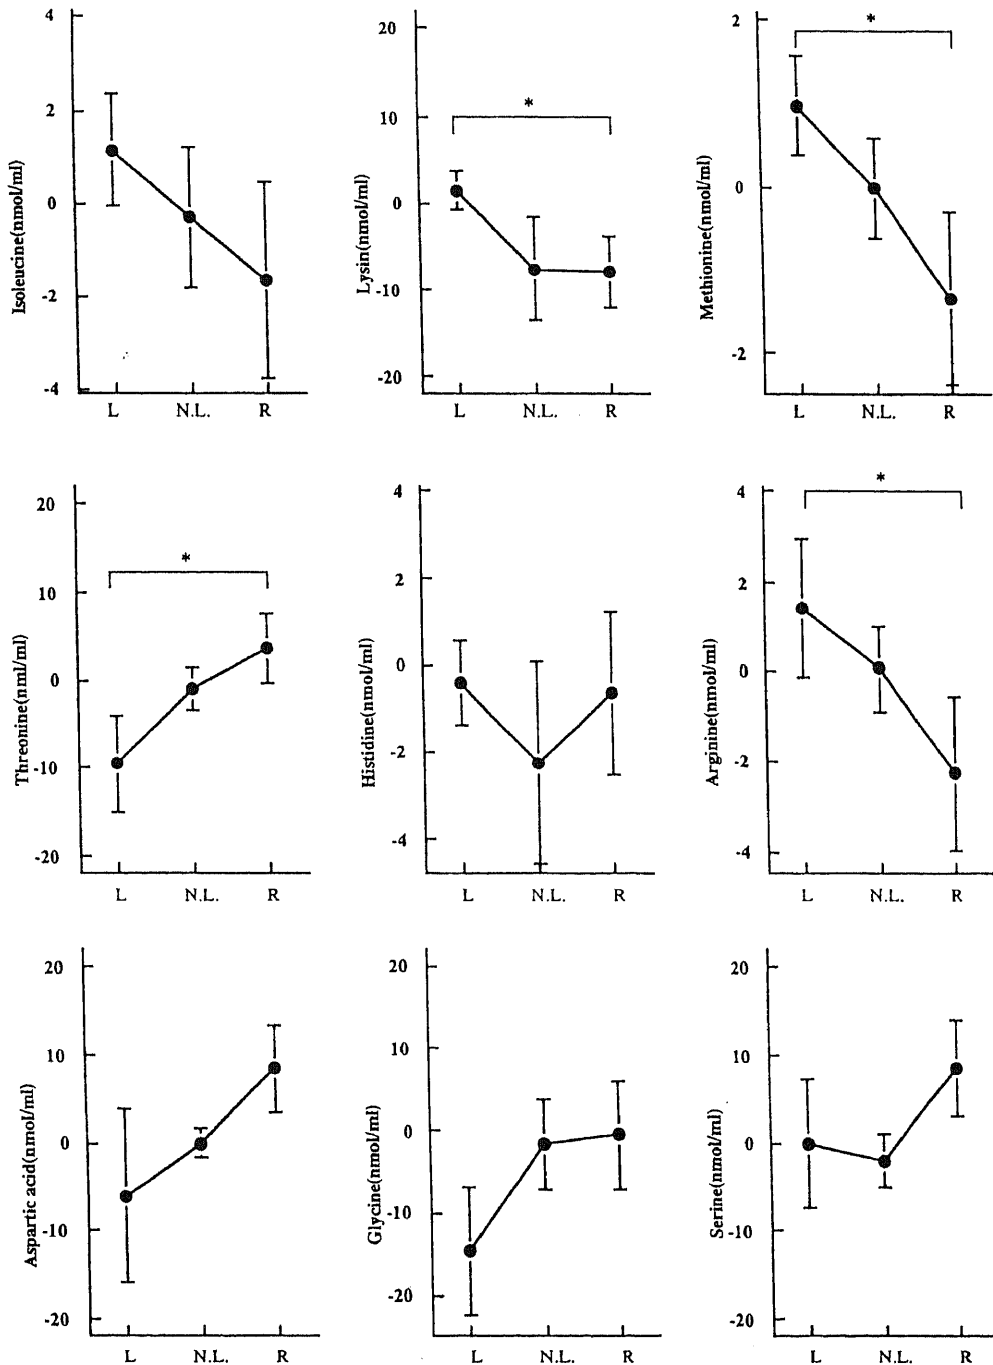 Isoleucine(nmol/ml)
4
2
0
-2
-4
L N.L. R
Lysin(nmol/ml)
20
10
0
-10
-20
*
L N.L. R
Methionine(nmol/ml)
2
0
-2
*
L N.L. R
Threonine(nml/ml)
20
10
0
-10
-20
*
L N.L. R
Histidine(nmol/ml)
4
2
0
-2
-4
L N.L. R
Arginine(nmol/ml)
4
2
0
-2
-4
*
L N.L. R
Aspartic acid(nmol/ml)
20
10
0
-10
-20
L N.L. R
Glycine(nmol/ml)
20
10
0
-10
-20
L N.L. R
Serine(nmol/ml)
20
10
0
-10
-20
L N.L. R